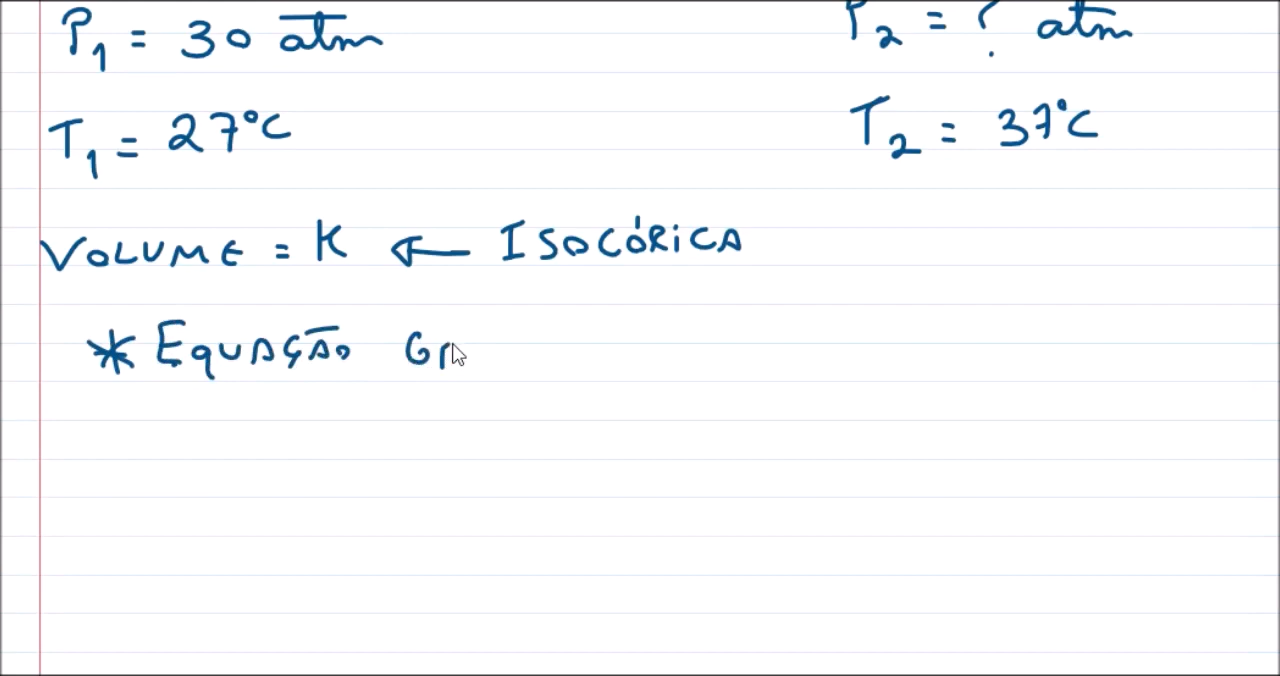 P1 = 30 atm P2 = ? atm
T1 = 27°C T2 = 37°C
VOLUME = K ← ISOCÓRICA
* EQUAÇÃO G